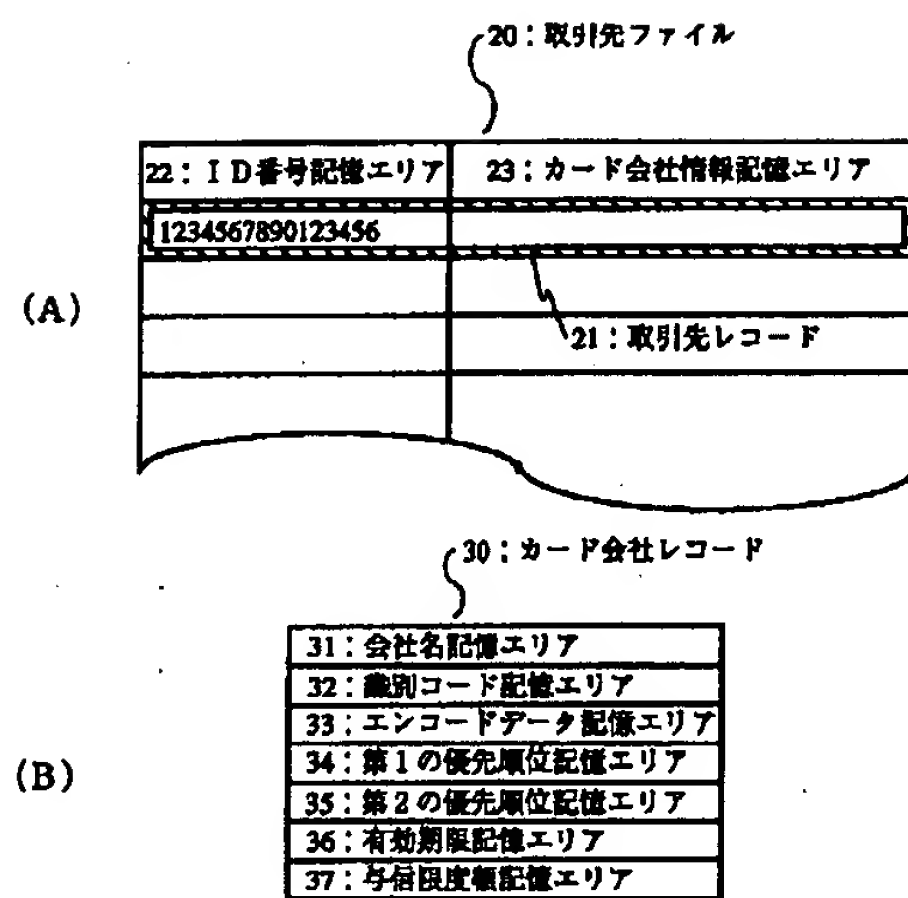 20：取引先ファイル
22：ID番号記憶エリア
23：カード会社情報記憶エリア
1234567890123456
(A)
21：取引先レコード
30：カード会社レコード
31：会社名記憶エリア
32：識別コード記憶エリア
33：エンコードデータ記憶エリア
34：第1の優先順位記憶エリア
(B)
35：第2の優先順位記憶エリア
36：有効期限記憶エリア
37：与信限度額記憶エリア